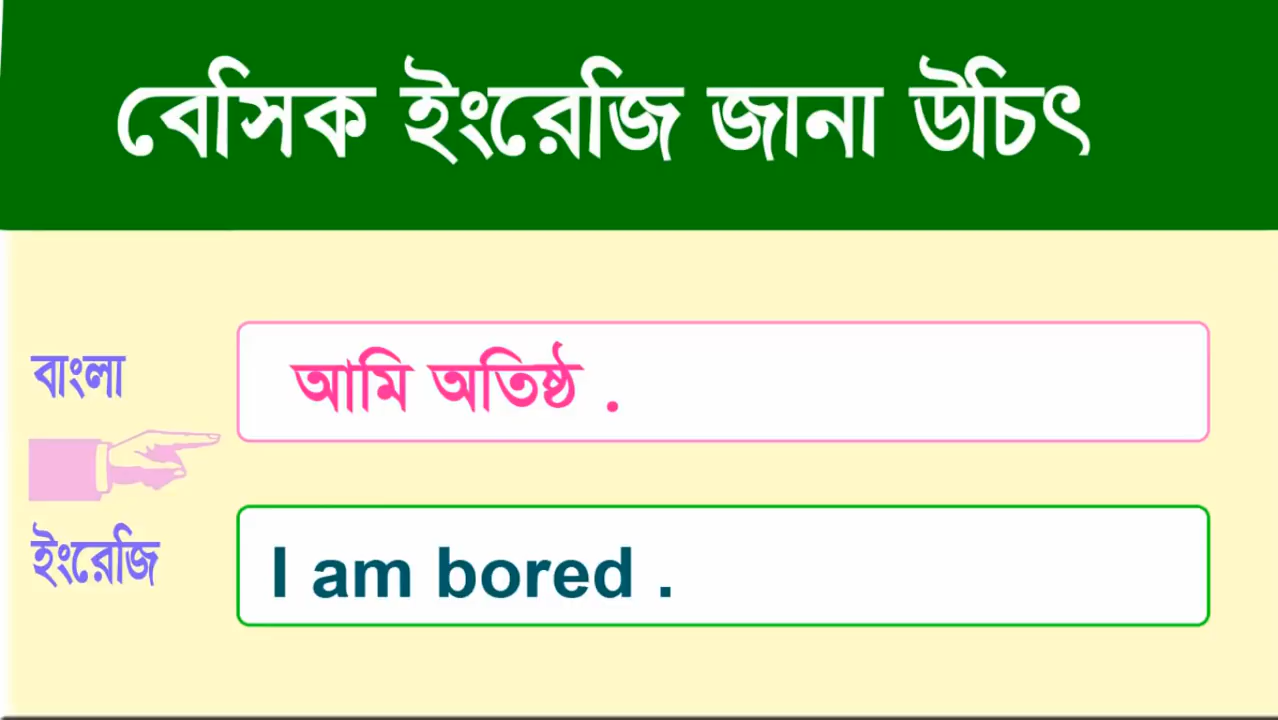 বেসিক ইংরেজি জানা উচিৎ
বাংলা
আমি অতিষ্ঠ .
ইংরেজি
I am bored .